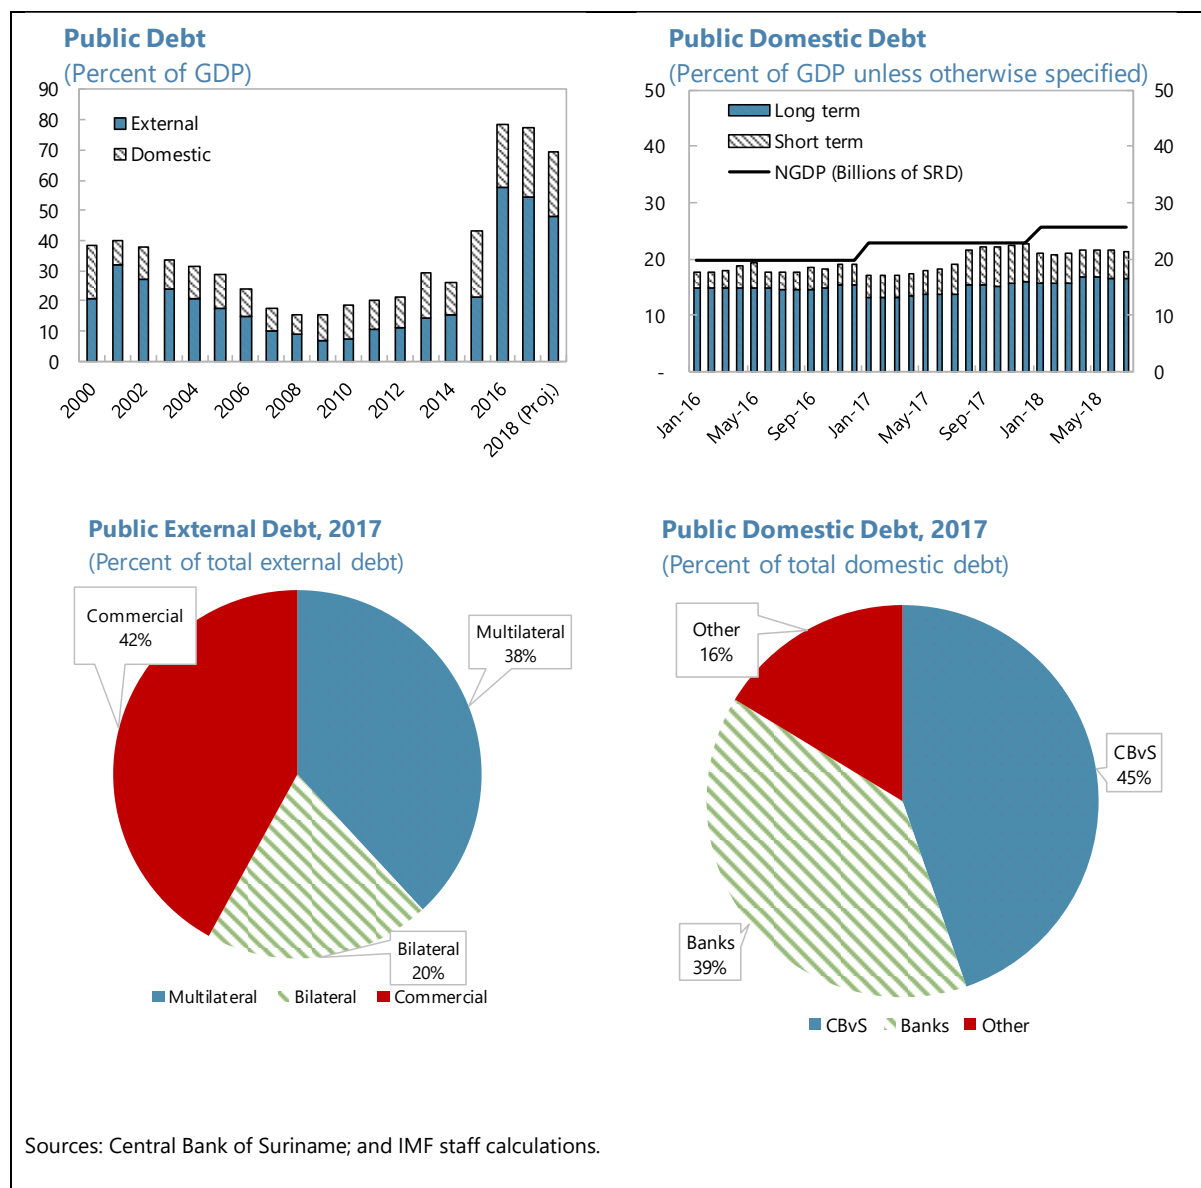 Public Debt
(Percent of GDP)
90
80
70
60
50
40
30
20
10
0
External
Domestic
2000
2002
2004
2006
2008
2010
2012
2014
2016
2018 (Proj.)
Public Domestic Debt
(Percent of GDP unless otherwise specified)
50
40
30
20
10
-
50
40
30
20
10
0
Long term
Short term
NGDP (Billions of SRD)
Jan-16
May-16
Sep-16
Jan-17
May-17
Sep-17
Jan-18
May-18
Public External Debt, 2017
(Percent of total external debt)
Commercial
42%
Multilateral
38%
Bilateral
20%
Multilateral
Bilateral
Commercial
Public Domestic Debt, 2017
(Percent of total domestic debt)
Other
16%
CBvS
45%
Banks
39%
CBvS
Banks
Other
Sources: Central Bank of Suriname; and IMF staff calculations.